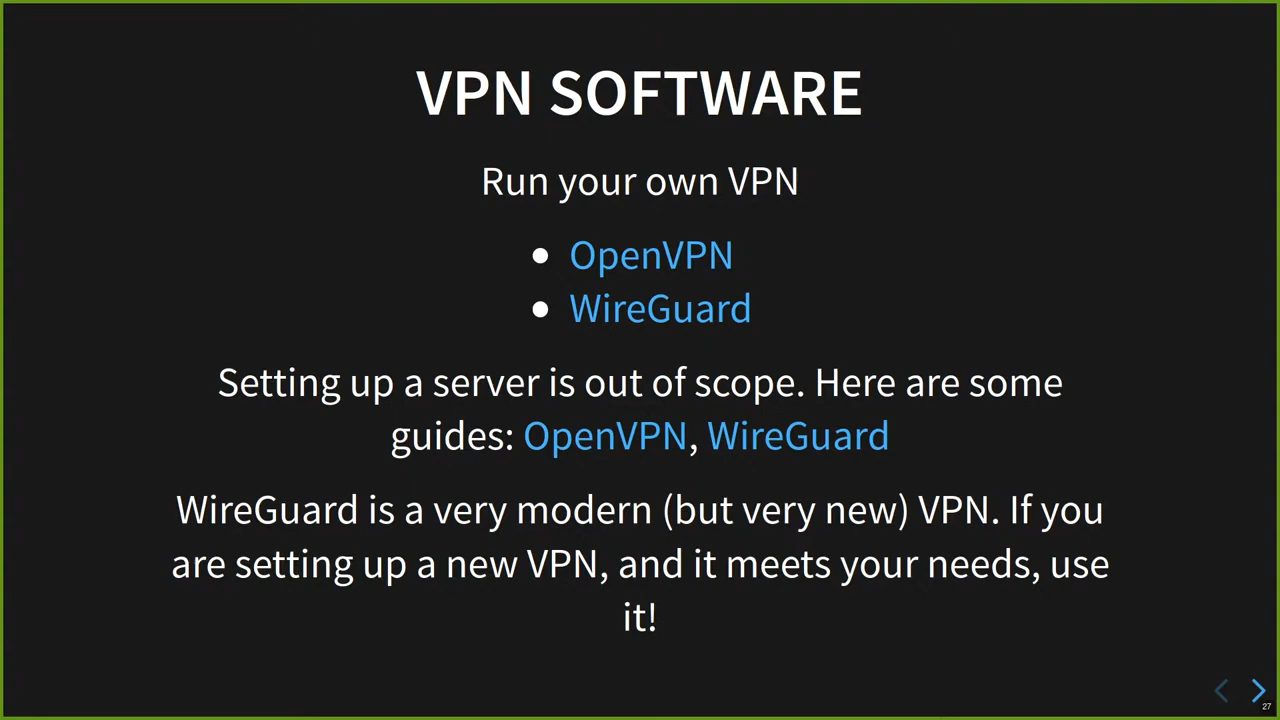 VPN SOFTWARE
Run your own VPN
• OpenVPN
• WireGuard
Setting up a server is out of scope. Here are some
guides: OpenVPN, WireGuard
WireGuard is a very modern (but very new) VPN. If you
are setting up a new VPN, and it meets your needs, use
it!
27